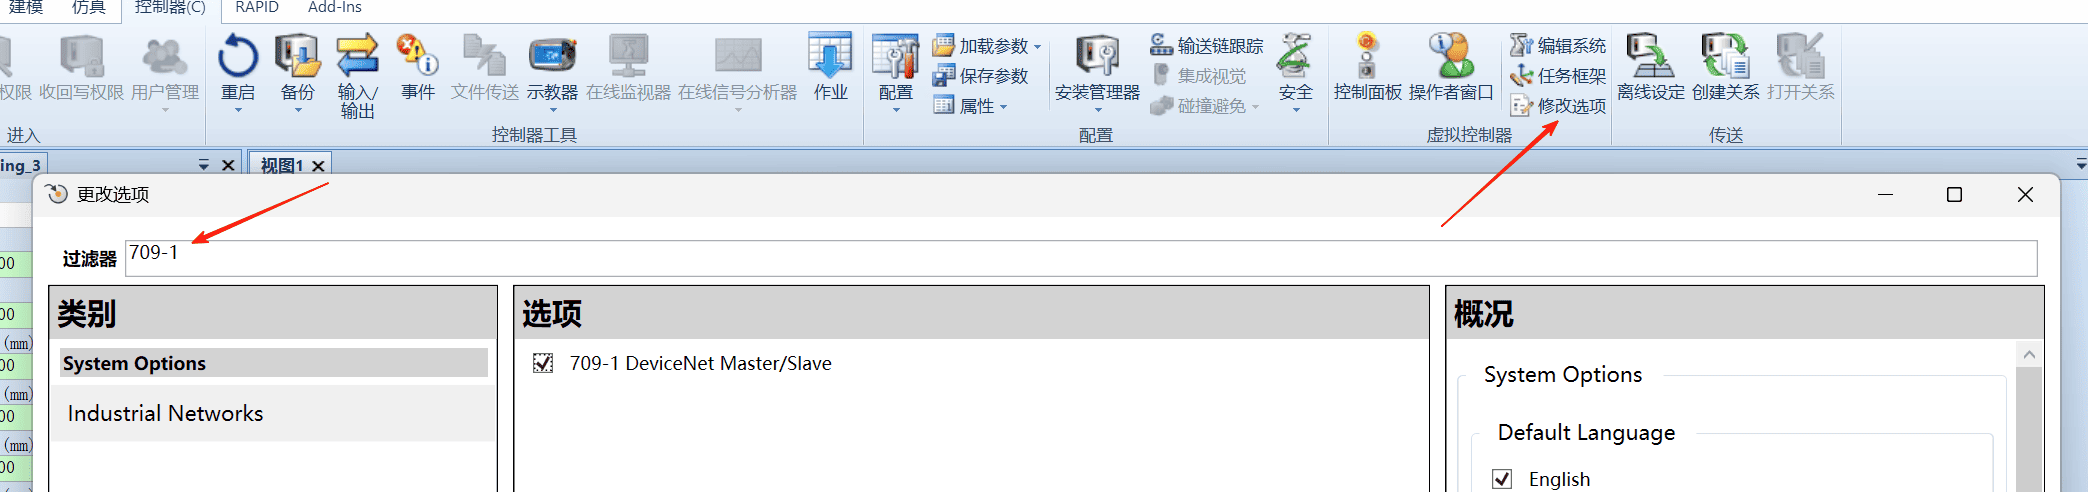 建模 仿真 控制器(C) RAPID Add-Ins
权限 收回写权限 用户管理 重启 备份 输入/
输出 事件 文件传送 示教器 在线监视器 在线信号分析器 作业 配置 加载参数
保存参数
属性 安装管理器 输送链跟踪
集成视觉
碰撞避免 安全 控制面板 操作者窗口 编辑系统
任务框架
修改选项 离线设定 创建关系 打开关系
进入 控制器工具 配置 虚拟控制器 传送
ing_3 视图1
更改选项
过滤器 709-1
类别 选项 概况
System Options 709-1 DeviceNet Master/Slave System Options
Industrial Networks Default Language
English
00
00
(mm)
00
(mm)
00
(mm)
00